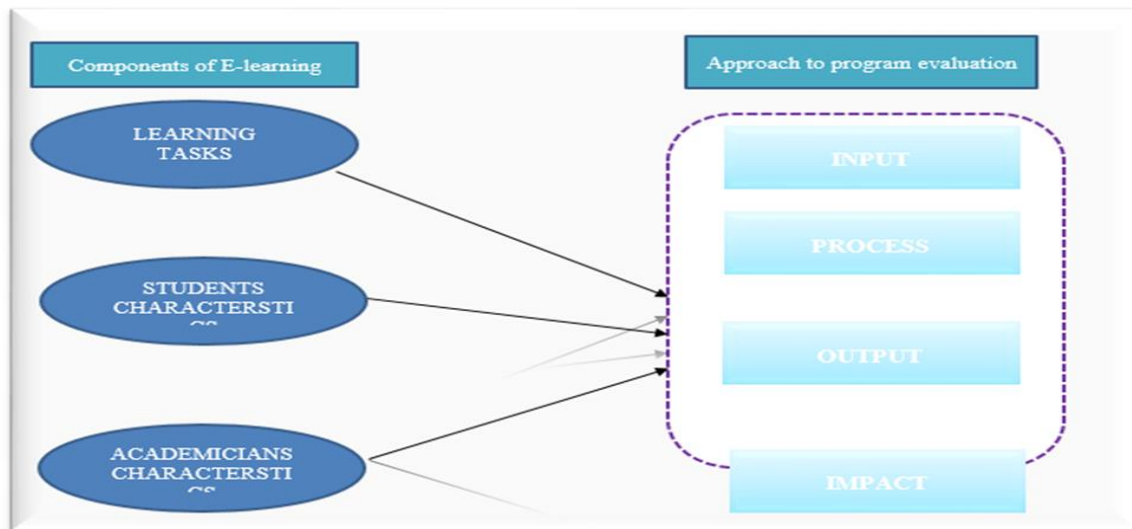 Components of E-learning
Approach to program evaluation
LEARNING
TASKS
INPUT
PROCESS
STUDENTS
CHARACTERSTI
OUTPUT
ACADEMICIANS
CHARACTERSTI
IMPACT